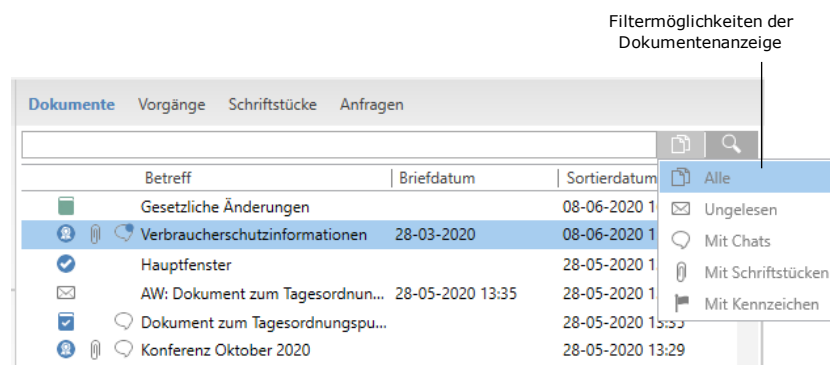 Filtermöglichkeiten der
Dokumentenanzeige
Dokumente Vorgänge Schriftstücke Anfragen
Betreff Briefdatum Sortierdatum
Alle
Gesetzliche Änderungen 08-06-2020 1
Ungelesen
Verbraucherschutzinformationen 28-03-2020 08-06-2020 1
Mit Chats
Hauptfenster 28-05-2020 1
Mit Schriftstücken
AW: Dokument zum Tagesordnun... 28-05-2020 13:35 28-05-2020 1
Mit Kennzeichen
Dokument zum Tagesordnungspu... 28-05-2020 13:35
Konferenz Oktober 2020 28-05-2020 13:29